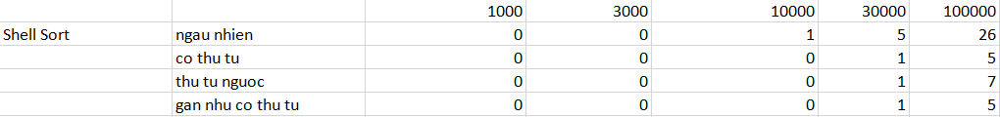 1000 3000 10000 30000 100000
Shell Sort ngau nhien 0 0 1 5 26
co thu tu 0 0 0 1 5
thu tu nguoc 0 0 0 1 7
gan nhu co thu tu 0 0 0 1 5